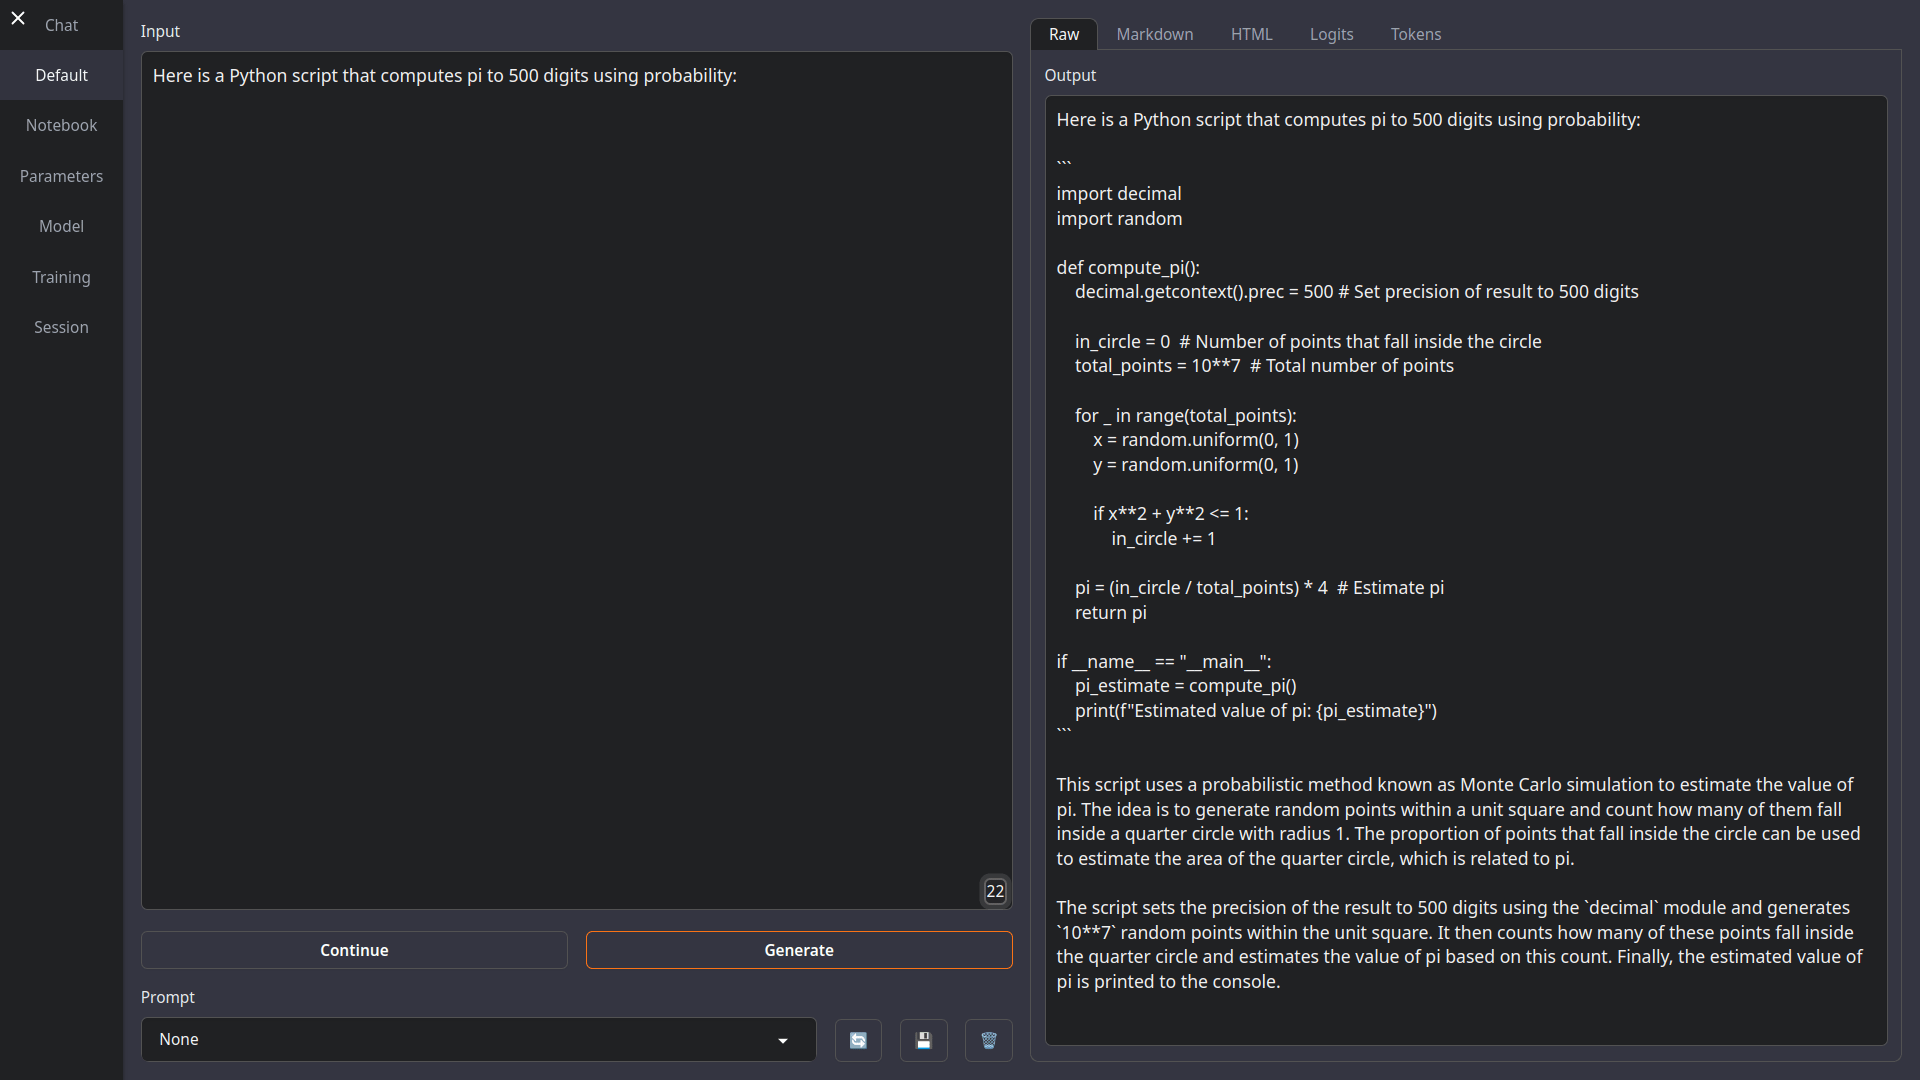 Chat
Default
Notebook
Parameters
Model
Training
Session
Input
Here is a Python script that computes pi to 500 digits using probability:
22
Continue
Generate
Prompt
None
Raw
Markdown
HTML
Logits
Tokens
Output
Here is a Python script that computes pi to 500 digits using probability:
```
import decimal
import random
def compute_pi():
    decimal.getcontext().prec = 500 # Set precision of result to 500 digits
    in_circle = 0  # Number of points that fall inside the circle
    total_points = 10**7  # Total number of points
    for _ in range(total_points):
        x = random.uniform(0, 1)
        y = random.uniform(0, 1)
        if x**2 + y**2 <= 1:
            in_circle += 1
    pi = (in_circle / total_points) * 4  # Estimate pi
    return pi
if __name__ == "__main__":
    pi_estimate = compute_pi()
    print(f"Estimated value of pi: {pi_estimate}")
```
This script uses a probabilistic method known as Monte Carlo simulation to estimate the value of
pi. The idea is to generate random points within a unit square and count how many of them fall
inside a quarter circle with radius 1. The proportion of points that fall inside the circle can be used
to estimate the area of the quarter circle, which is related to pi.
The script sets the precision of the result to 500 digits using the `decimal` module and generates
`10**7` random points within the unit square. It then counts how many of these points fall inside
the quarter circle and estimates the value of pi based on this count. Finally, the estimated value of
pi is printed to the console.